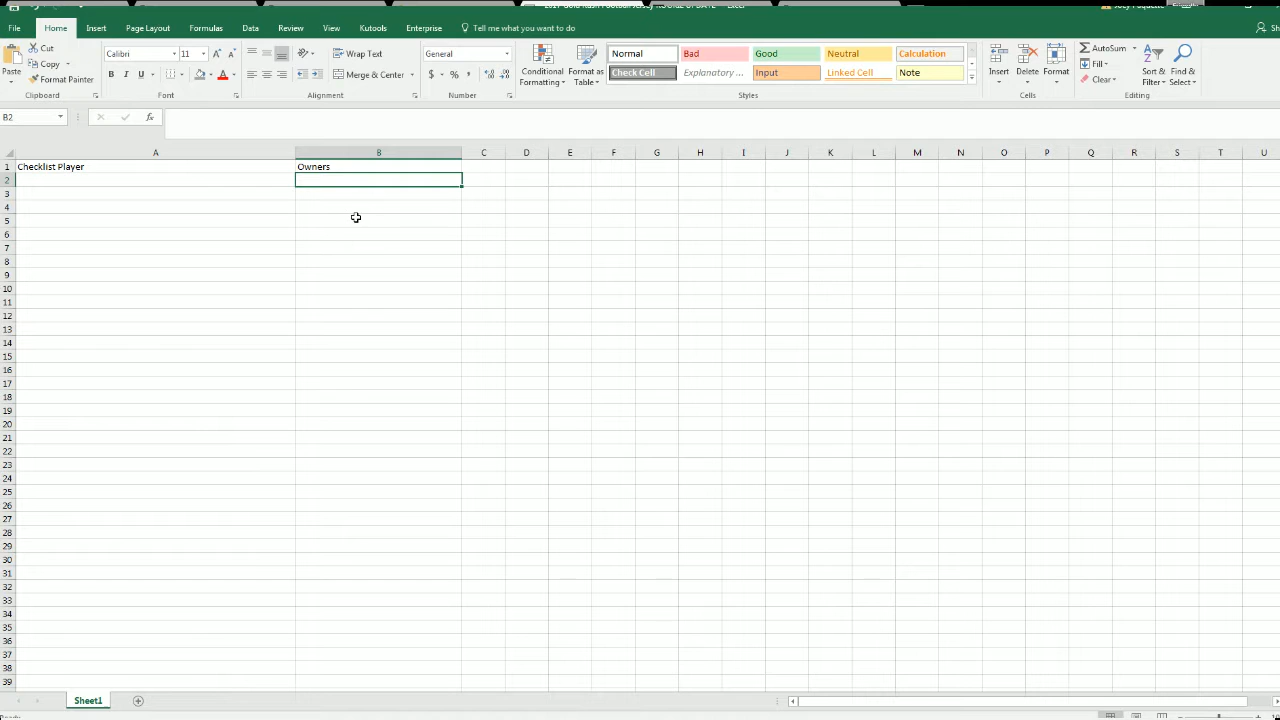 File Home Insert Page Layout Formulas Data Review View Kutools Enterprise Tell me what you want to do
Paste Cut Copy Format Painter
Calibri 11
B I U
Wrap Text
Merge & Center
General
$ % ,
Conditional Formatting
Format as Table
Normal Bad Good Neutral Calculation
Check Cell Explanatory ... Input Linked Cell Note
Insert Delete Format
AutoSum Fill Clear
Sort & Filter
Find & Select
Clipboard Font Alignment Number Styles Cells Editing
B2 fx
A B C D E F G H I J K L M N O P Q R S T U
1 Checklist Player Owners
2
3
4
5
6
7
8
9
10
11
12
13
14
15
16
17
18
19
20
21
22
23
24
25
26
27
28
29
30
31
32
33
34
35
36
37
38
39
Sheet1